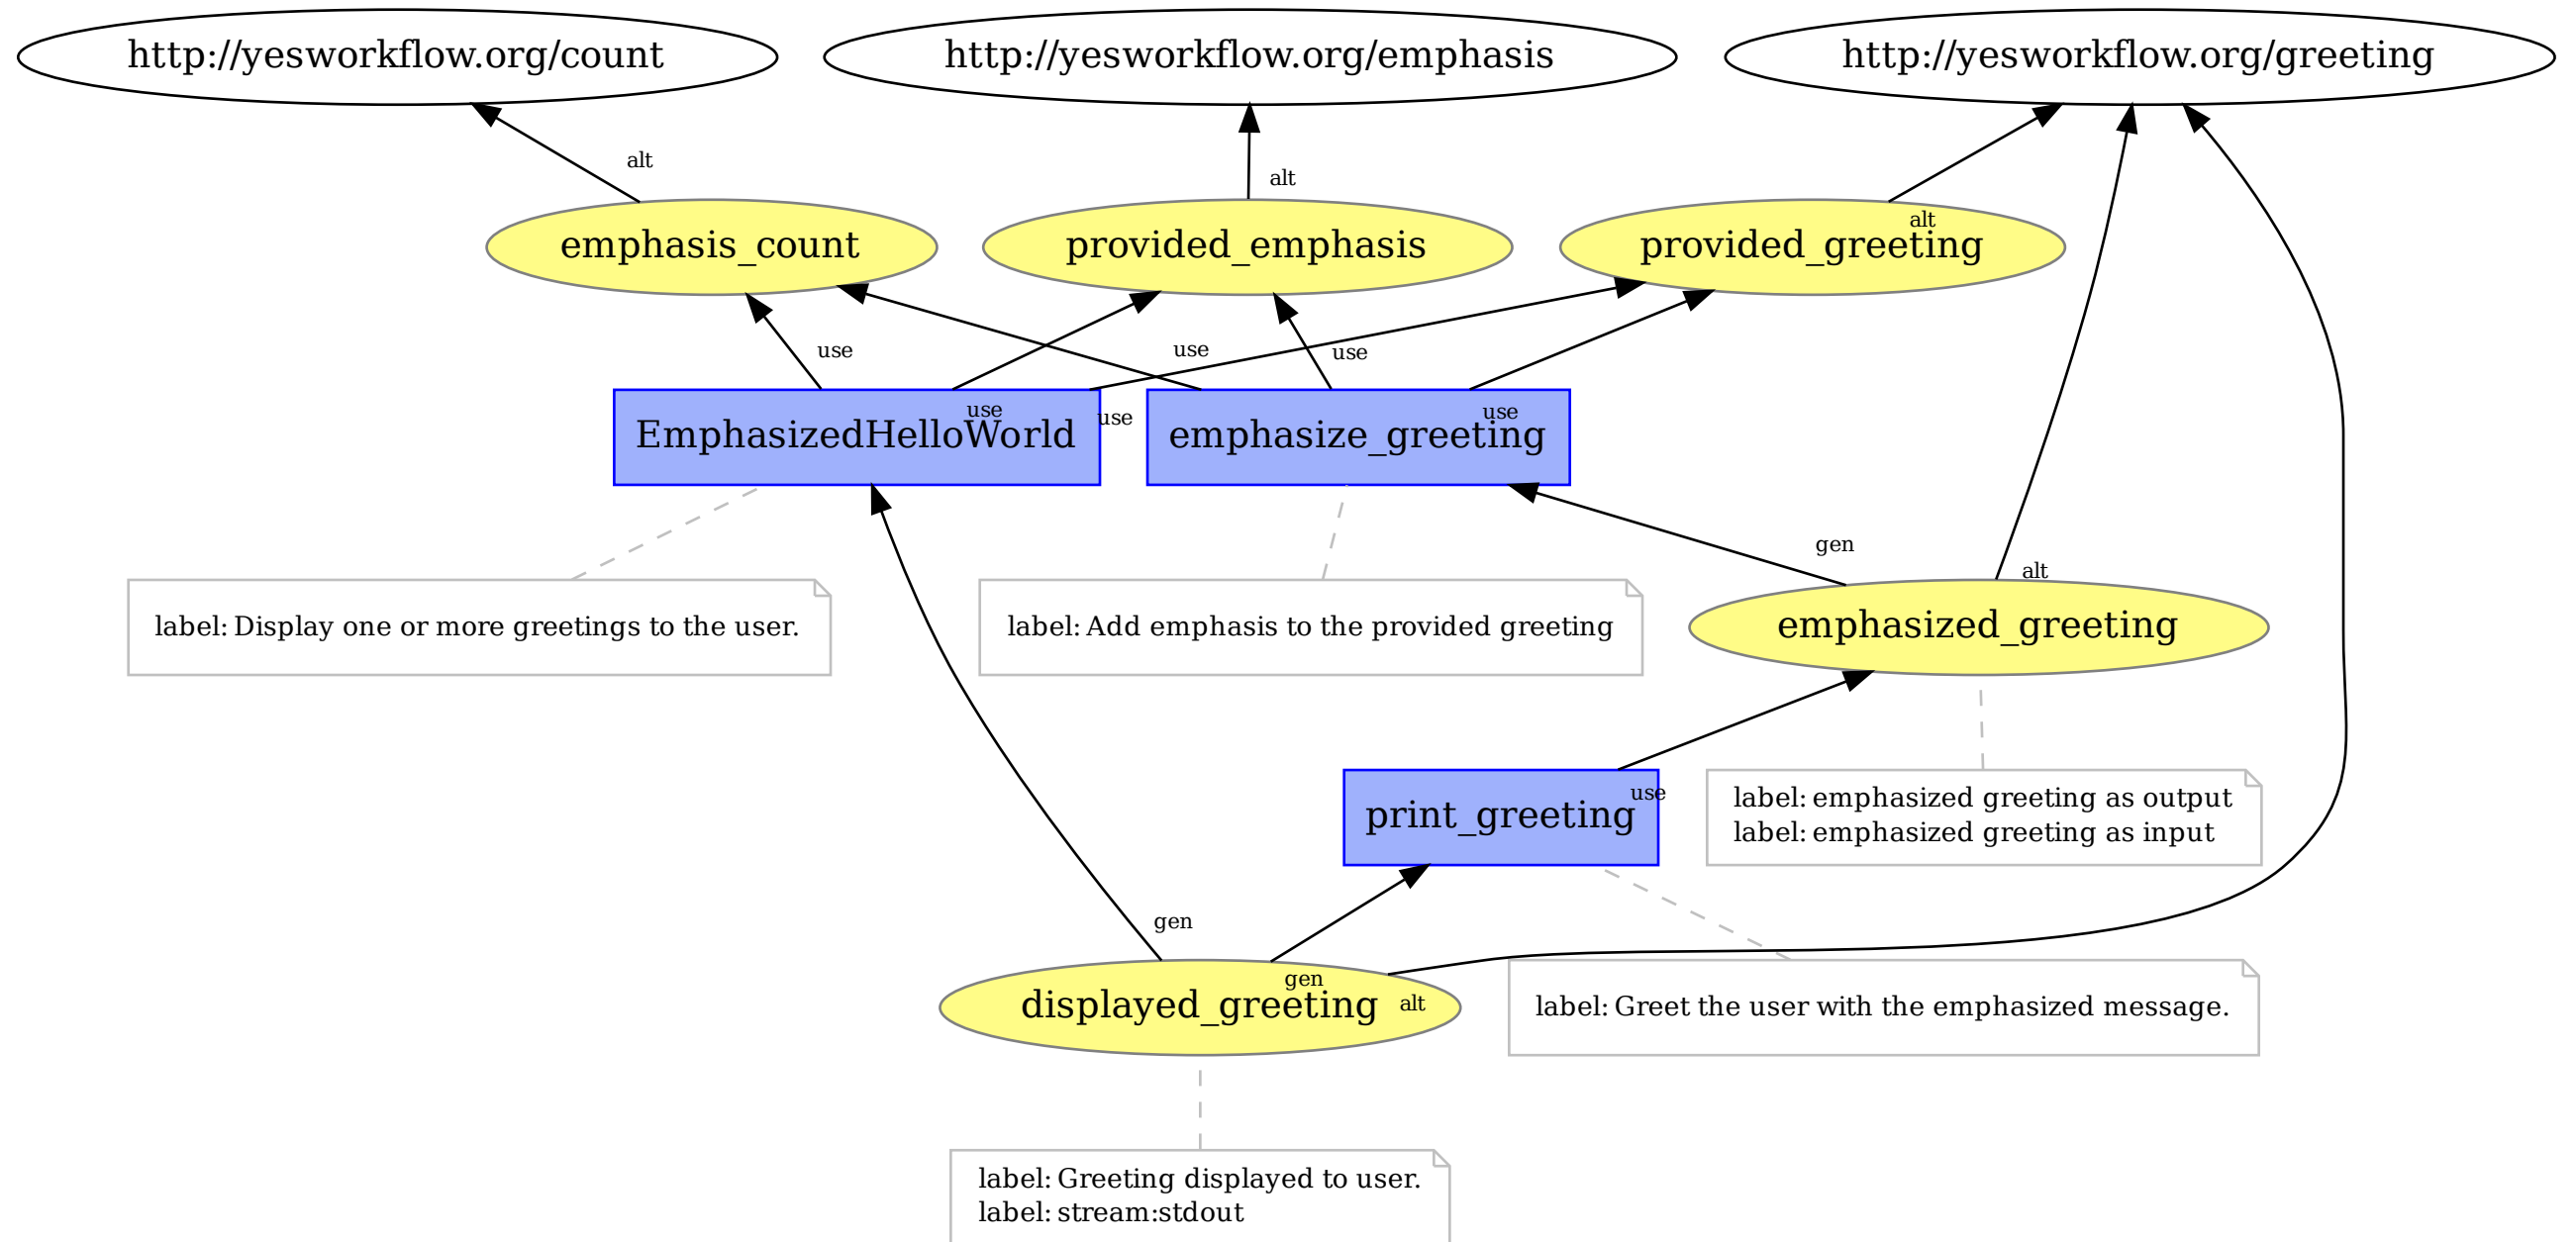 http://yesworkflow.org/count
http://yesworkflow.org/emphasis
http://yesworkflow.org/greeting
alt
alt
alt
emphasis_count
provided_emphasis
provided_greeting
use
use
use
use
use
use
EmphasizedHelloWorld
emphasize_greeting
gen
alt
label: Display one or more greetings to the user.
label: Add emphasis to the provided greeting
emphasized_greeting
use
print_greeting
label: emphasized greeting as output
label: emphasized greeting as input
gen
gen
alt
displayed_greeting
label: Greet the user with the emphasized message.
label: Greeting displayed to user.
label: stream:stdout